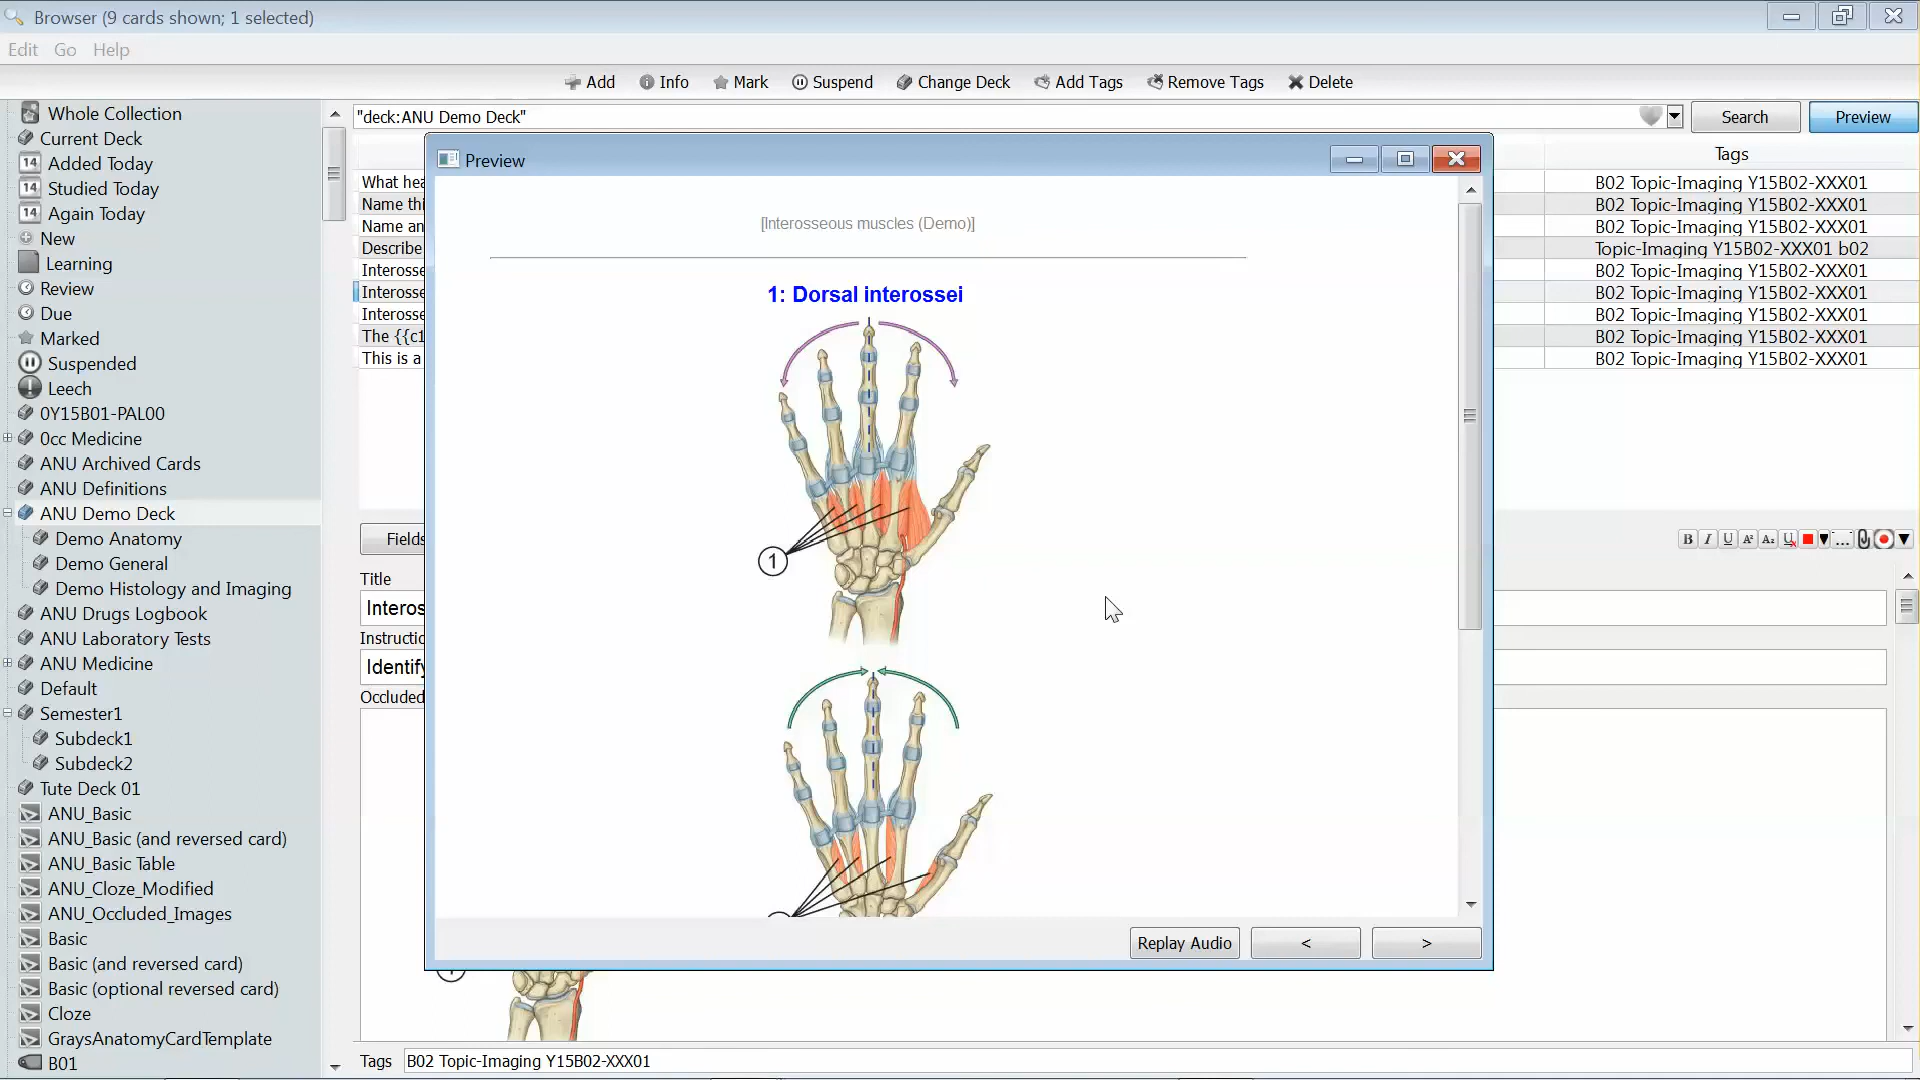 Browser (9 cards shown; 1 selected)
Edit Go Help
Add Info Mark Suspend Change Deck Add Tags Remove Tags Delete
Whole Collection
Current Deck
14 Added Today
14 Studied Today
14 Again Today
New
Learning
Review
Due
Marked
Suspended
Leech
0Y15B01-PAL00
0cc Medicine
ANU Archived Cards
ANU Definitions
ANU Demo Deck
Demo Anatomy
Demo General
Demo Histology and Imaging
ANU Drugs Logbook
ANU Laboratory Tests
ANU Medicine
Default
Semester1
Subdeck1
Subdeck2
Tute Deck 01
ANU_Basic
ANU_Basic (and reversed card)
ANU_Basic Table
ANU_Cloze_Modified
ANU_Occluded_Images
Basic
Basic (and reversed card)
Basic (optional reversed card)
Cloze
GraysAnatomyCardTemplate
B01
"deck:ANU Demo Deck"
Search Preview
Tags
What hea
Name thi
Name an
Describe
Interosse
Interosse
Interosse
The {{c1
This is a
B02 Topic-Imaging Y15B02-XXX01
B02 Topic-Imaging Y15B02-XXX01
B02 Topic-Imaging Y15B02-XXX01
Topic-Imaging Y15B02-XXX01 b02
B02 Topic-Imaging Y15B02-XXX01
B02 Topic-Imaging Y15B02-XXX01
B02 Topic-Imaging Y15B02-XXX01
B02 Topic-Imaging Y15B02-XXX01
B02 Topic-Imaging Y15B02-XXX01
Fields
B I U A² A₂ U ...
Title
Interos
Instructio
Identify
Occluded
Preview
[Interosseous muscles (Demo)]
1: Dorsal interossei
1
Replay Audio < >
Tags B02 Topic-Imaging Y15B02-XXX01